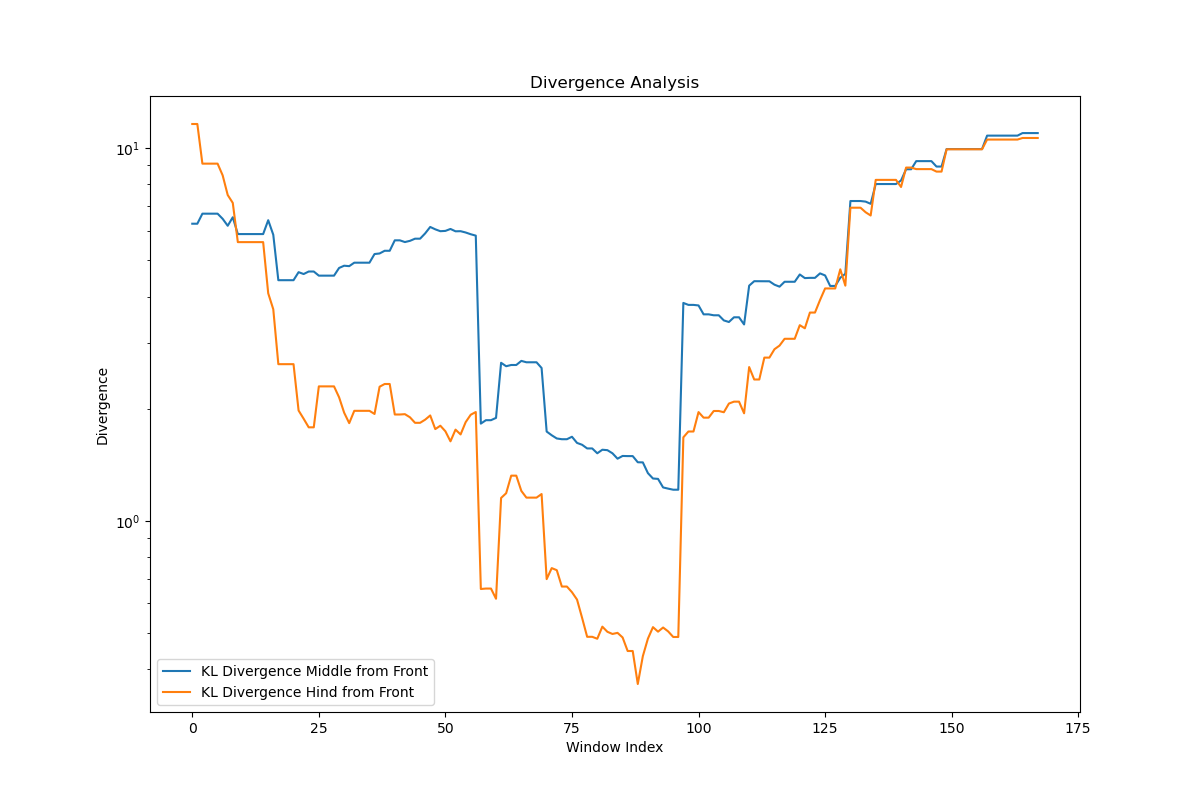 Divergence Analysis
Divergence
10¹
10⁰
KL Divergence Middle from Front
KL Divergence Hind from Front
0 25 50 75 100 125 150 175
Window Index